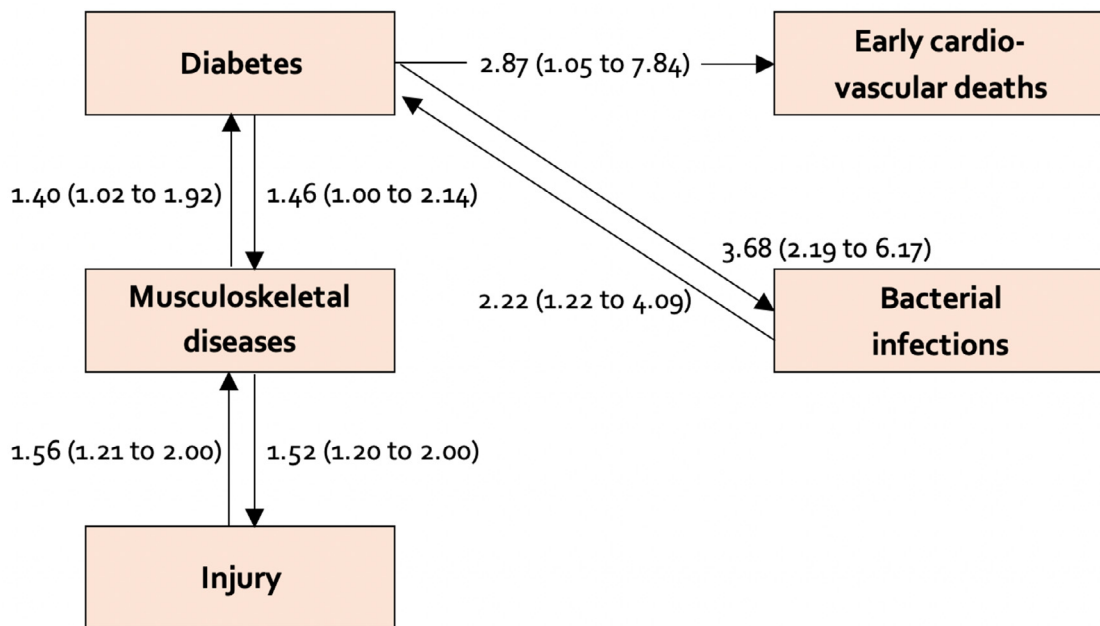 Diabetes
2.87 (1.05 to 7.84)
Early cardio-
vascular deaths
1.40 (1.02 to 1.92)
1.46 (1.00 to 2.14)
3.68 (2.19 to 6.17)
Musculoskeletal
diseases
2.22 (1.22 to 4.09)
Bacterial
infections
1.56 (1.21 to 2.00)
1.52 (1.20 to 2.00)
Injury